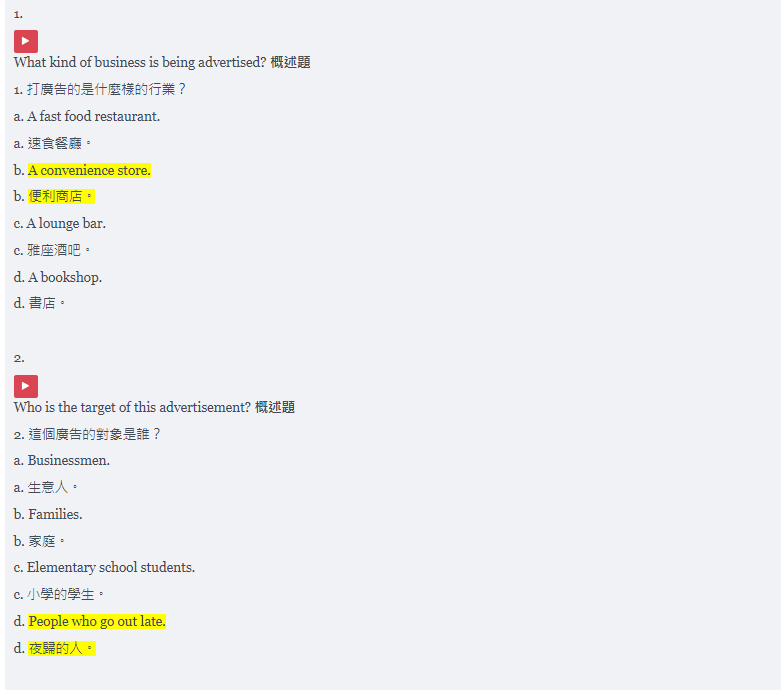 1.
What kind of business is being advertised? 概述題
1. 打廣告的是什麼樣的行業？
a. A fast food restaurant.
a. 速食餐廳。
b. A convenience store.
b. 便利商店。
c. A lounge bar.
c. 雅座酒吧。
d. A bookshop.
d. 書店。
2.
Who is the target of this advertisement? 概述題
2. 這個廣告的對象是誰？
a. Businessmen.
a. 生意人。
b. Families.
b. 家庭。
c. Elementary school students.
c. 小學的學生。
d. People who go out late.
d. 夜歸的人。